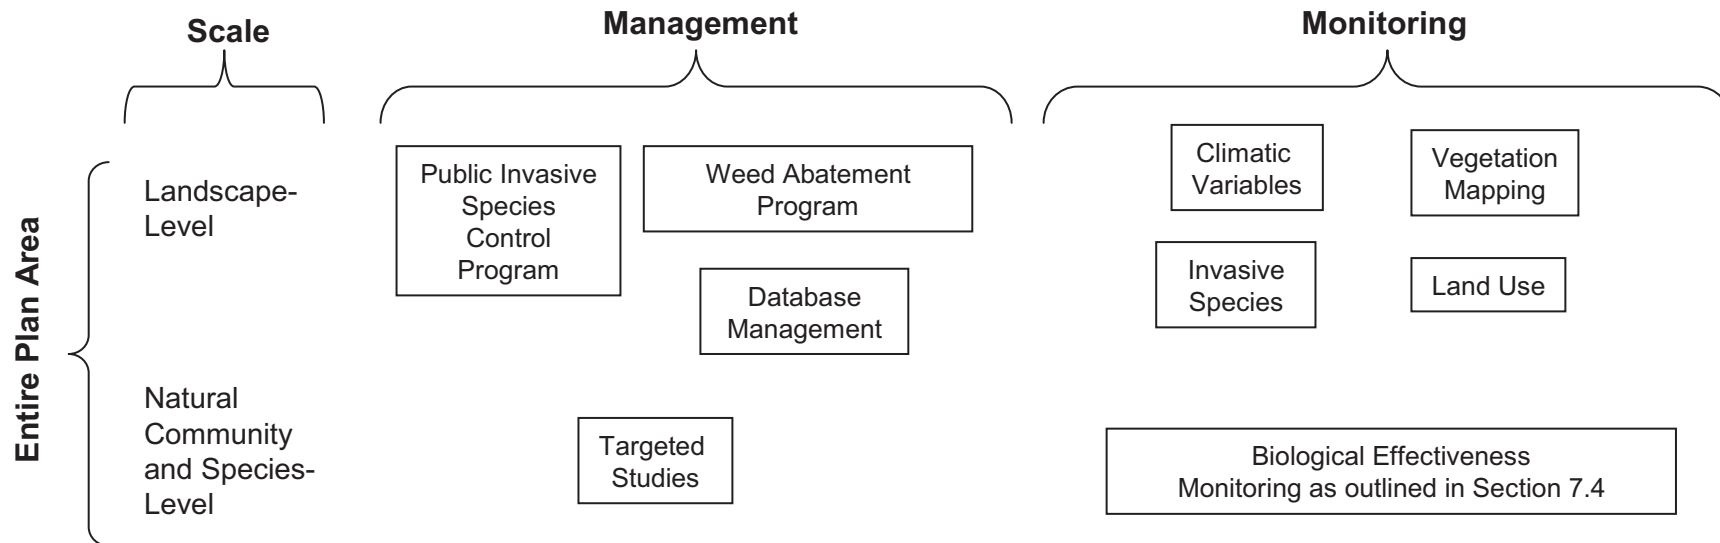 Scale
Management
Monitoring
Entire Plan Area
Landscape-
Level
Public Invasive
Species
Control
Program
Weed Abatement
Program
Database
Management
Climatic
Variables
Vegetation
Mapping
Invasive
Species
Land Use
Natural
Community
and Species-
Level
Targeted
Studies
Biological Effectiveness
Monitoring as outlined in Section 7.4